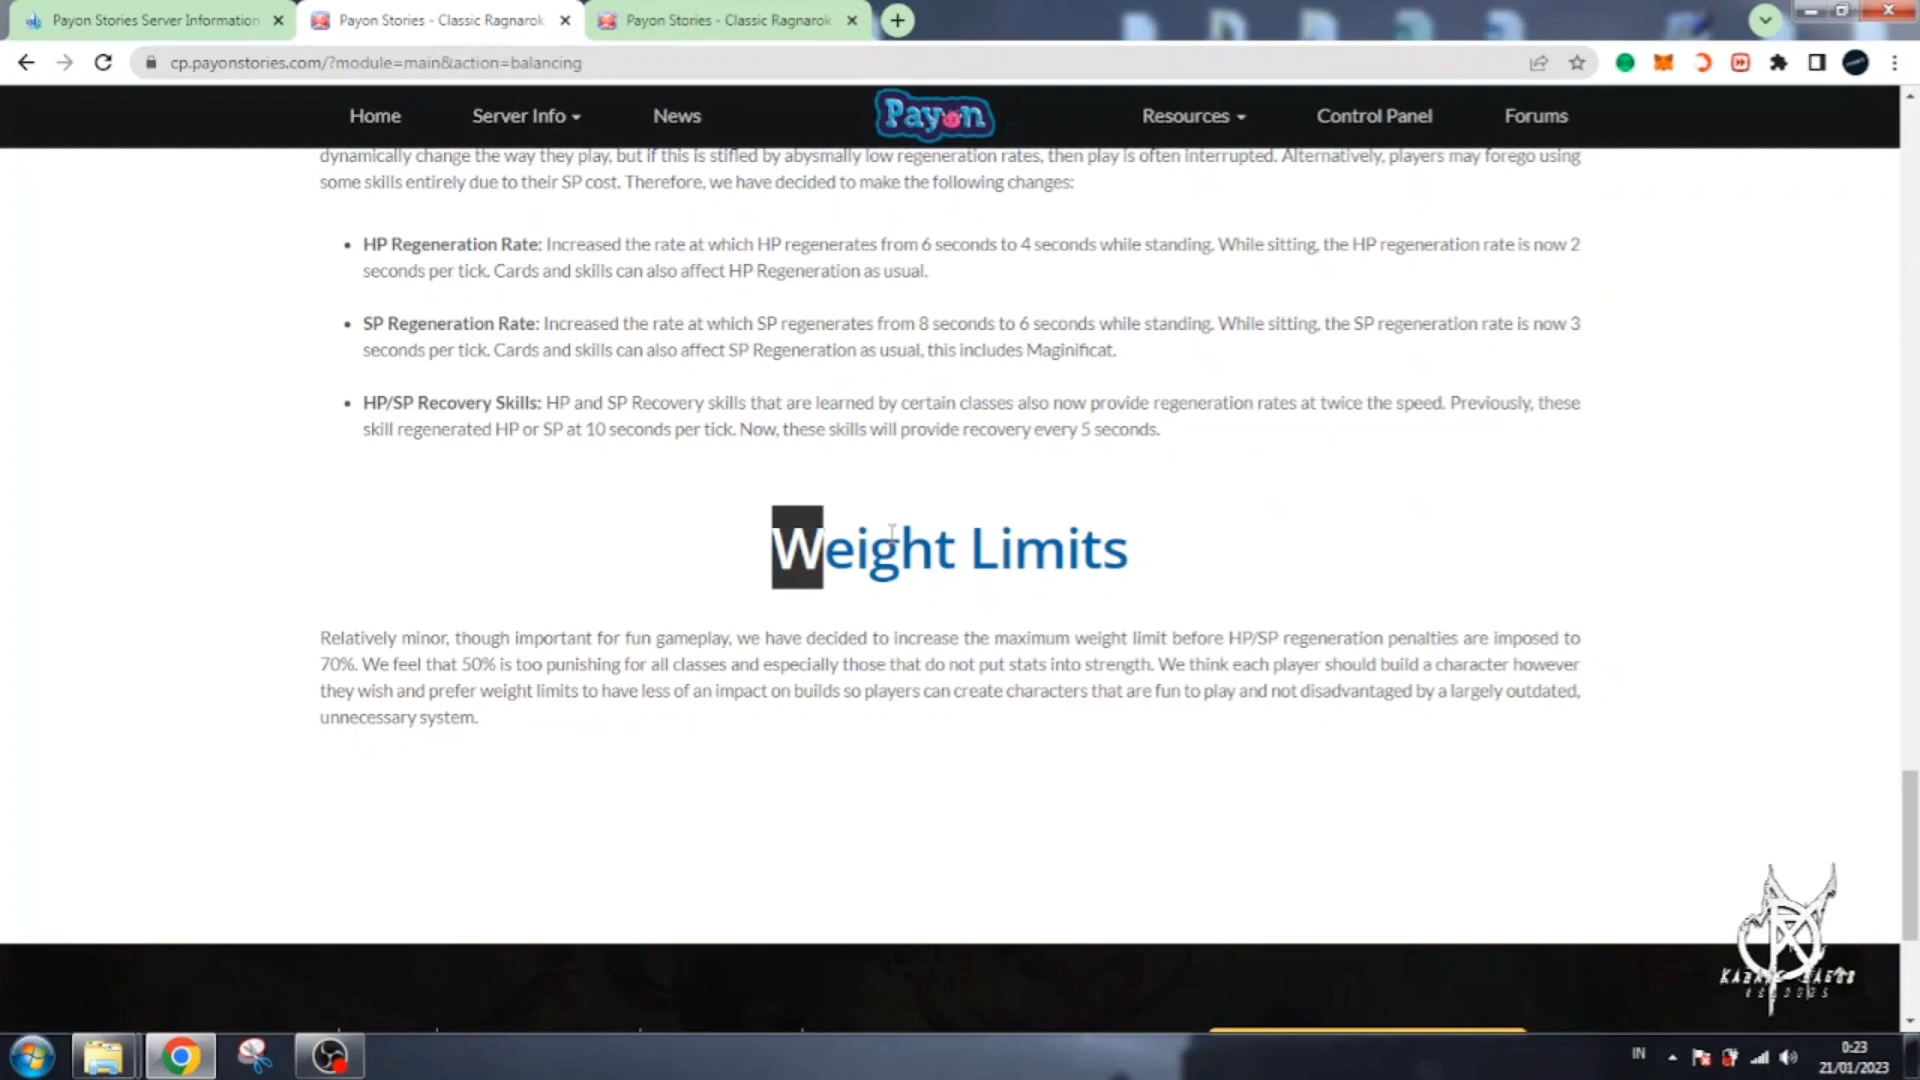 Payon Stories Server Information
Payon Stories - Classic Ragnarok
Payon Stories - Classic Ragnarok
cp.payonstories.com/?module=main&action=balancing
Home
Server Info
News
Payon
Resources
Control Panel
Forums
dynamically change the way they play, but if this is stifled by abysmally low regeneration rates, then play is often interrupted. Alternatively, players may forego using
some skills entirely due to their SP cost. Therefore, we have decided to make the following changes:
• HP Regeneration Rate: Increased the rate at which HP regenerates from 6 seconds to 4 seconds while standing. While sitting, the HP regeneration rate is now 2
seconds per tick. Cards and skills can also affect HP Regeneration as usual.
• SP Regeneration Rate: Increased the rate at which SP regenerates from 8 seconds to 6 seconds while standing. While sitting, the SP regeneration rate is now 3
seconds per tick. Cards and skills can also affect SP Regeneration as usual, this includes Maginificat.
• HP/SP Recovery Skills: HP and SP Recovery skills that are learned by certain classes also now provide regeneration rates at twice the speed. Previously, these
skill regenerated HP or SP at 10 seconds per tick. Now, these skills will provide recovery every 5 seconds.
Weight Limits
Relatively minor, though important for fun gameplay, we have decided to increase the maximum weight limit before HP/SP regeneration penalties are imposed to
70%. We feel that 50% is too punishing for all classes and especially those that do not put stats into strength. We think each player should build a character however
they wish and prefer weight limits to have less of an impact on builds so players can create characters that are fun to play and not disadvantaged by a largely outdated,
unnecessary system.
IN
0:23
21/01/2023